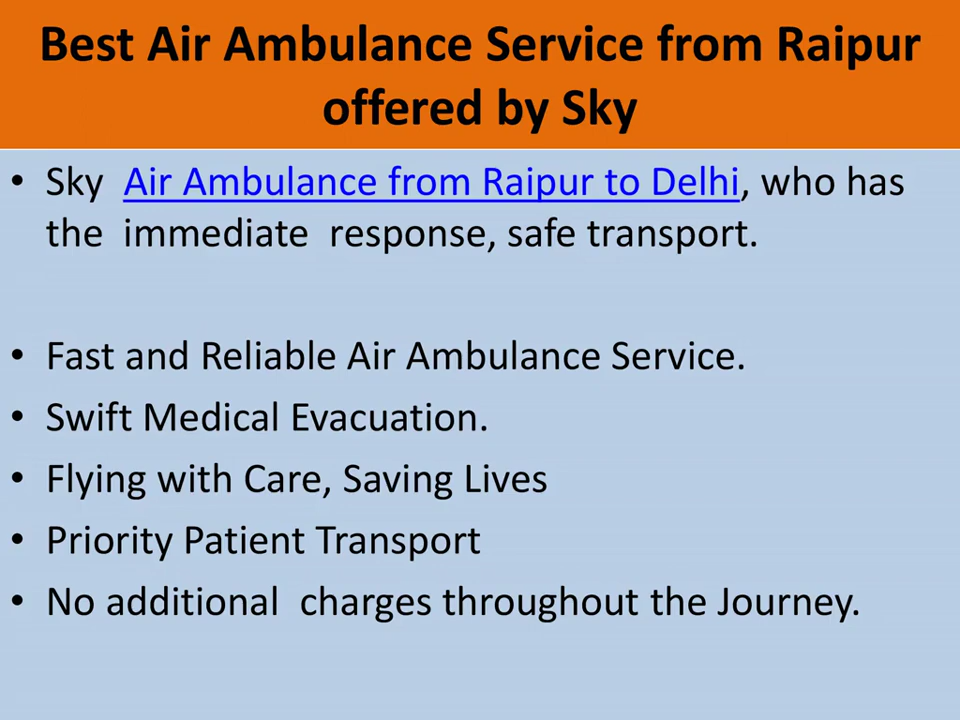 Best Air Ambulance Service from Raipur
offered by Sky
• Sky  Air Ambulance from Raipur to Delhi, who has
the  immediate  response, safe transport.
• Fast and Reliable Air Ambulance Service.
• Swift Medical Evacuation.
• Flying with Care, Saving Lives
• Priority Patient Transport
• No additional  charges throughout the Journey.